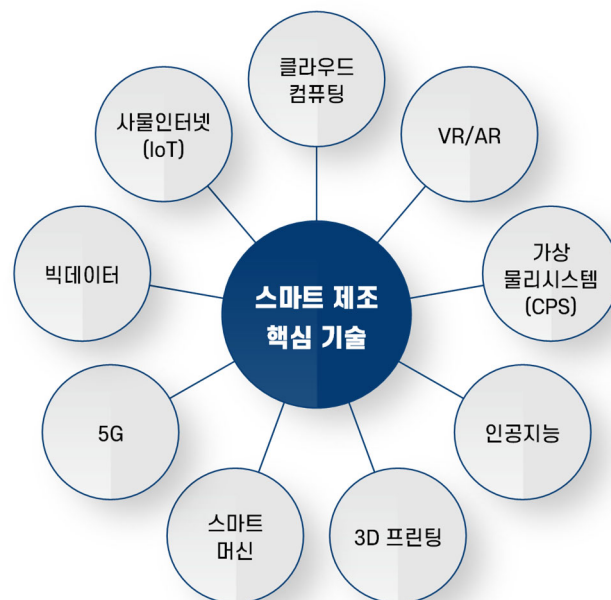 클라우드
컴퓨팅
사물인터넷
(IoT)
VR/AR
빅데이터
가상
물리시스템
(CPS)
스마트 제조
핵심 기술
5G
인공지능
스마트
머신
3D 프린팅